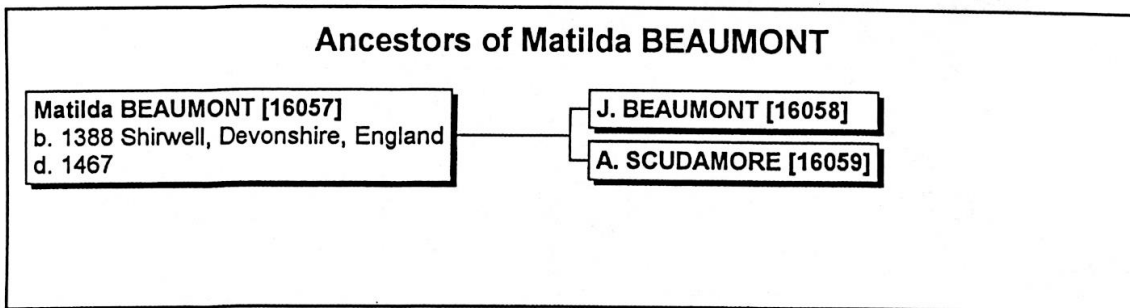 Ancestors of Matilda BEAUMONT
Matilda BEAUMONT [16057]
b. 1388 Shirwell, Devonshire, England
d. 1467
J. BEAUMONT [16058]
A. SCUDAMORE [16059]